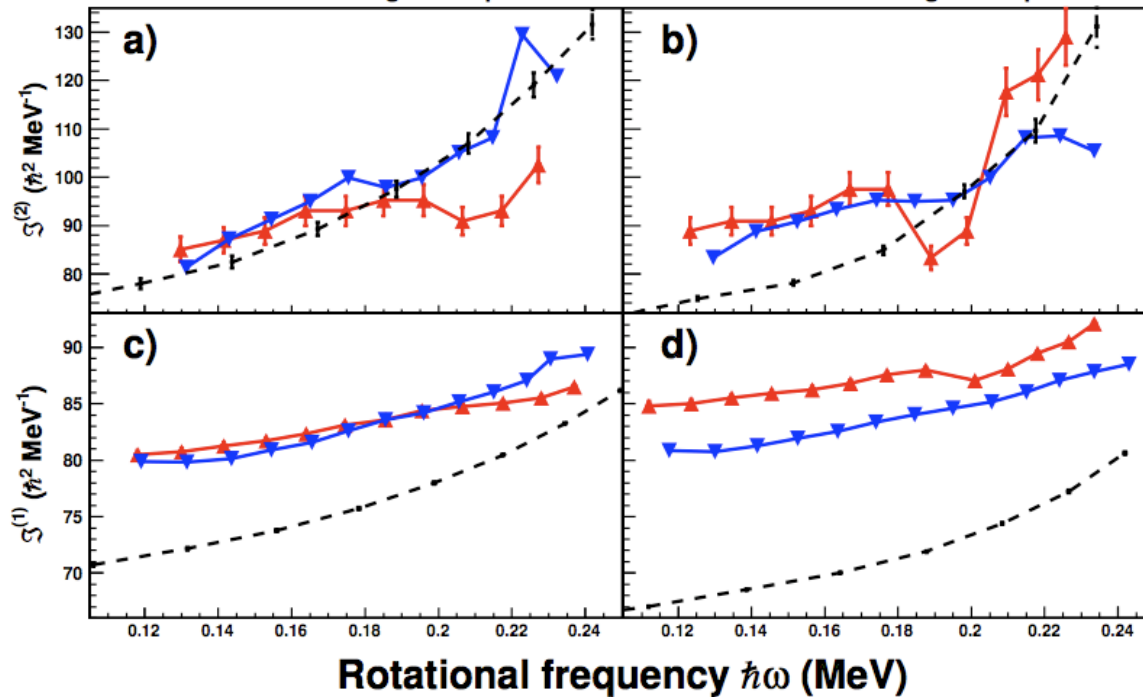 a)
b)
130
120
110
100
90
80
ℑ(2) (ℏ² MeV⁻¹)
c)
d)
90
85
80
75
70
ℑ(1) (ℏ² MeV⁻¹)
0.12 0.14 0.16 0.18 0.2 0.22 0.24 0.12 0.14 0.16 0.18 0.2 0.22 0.24
Rotational frequency ℏω (MeV)